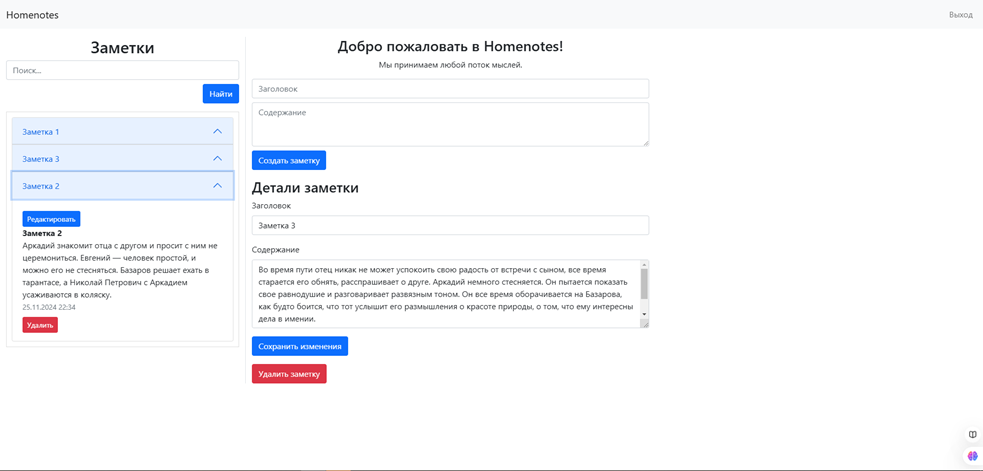 Homenotes
Выход
Заметки
Поиск...
Найти
Заметка 1
Заметка 3
Заметка 2
Редактировать
Заметка 2
Аркадий знакомит отца с другом и просит с ним не
церемониться. Евгений — человек простой, и
можно его не стесняться. Базаров решает ехать в
тарантасе, а Николай Петрович с Аркадием
усаживаются в коляску.
25.11.2024 22:34
Удалить
Добро пожаловать в Homenotes!
Мы принимаем любой поток мыслей.
Заголовок
Содержание
Создать заметку
Детали заметки
Заголовок
Заметка 3
Содержание
Во время пути отец никак не может успокоить свою радость от встречи с сыном, все время
старается его обнять, расспрашивает о друге. Аркадий немного стесняется. Он пытается показать
свое равнодушие и разговаривает развязным тоном. Он все время оборачивается на Базарова,
как будто боится, что тот услышит его размышления о красоте природы, о том, что ему интересны
дела в имении.
Сохранить изменения
Удалить заметку